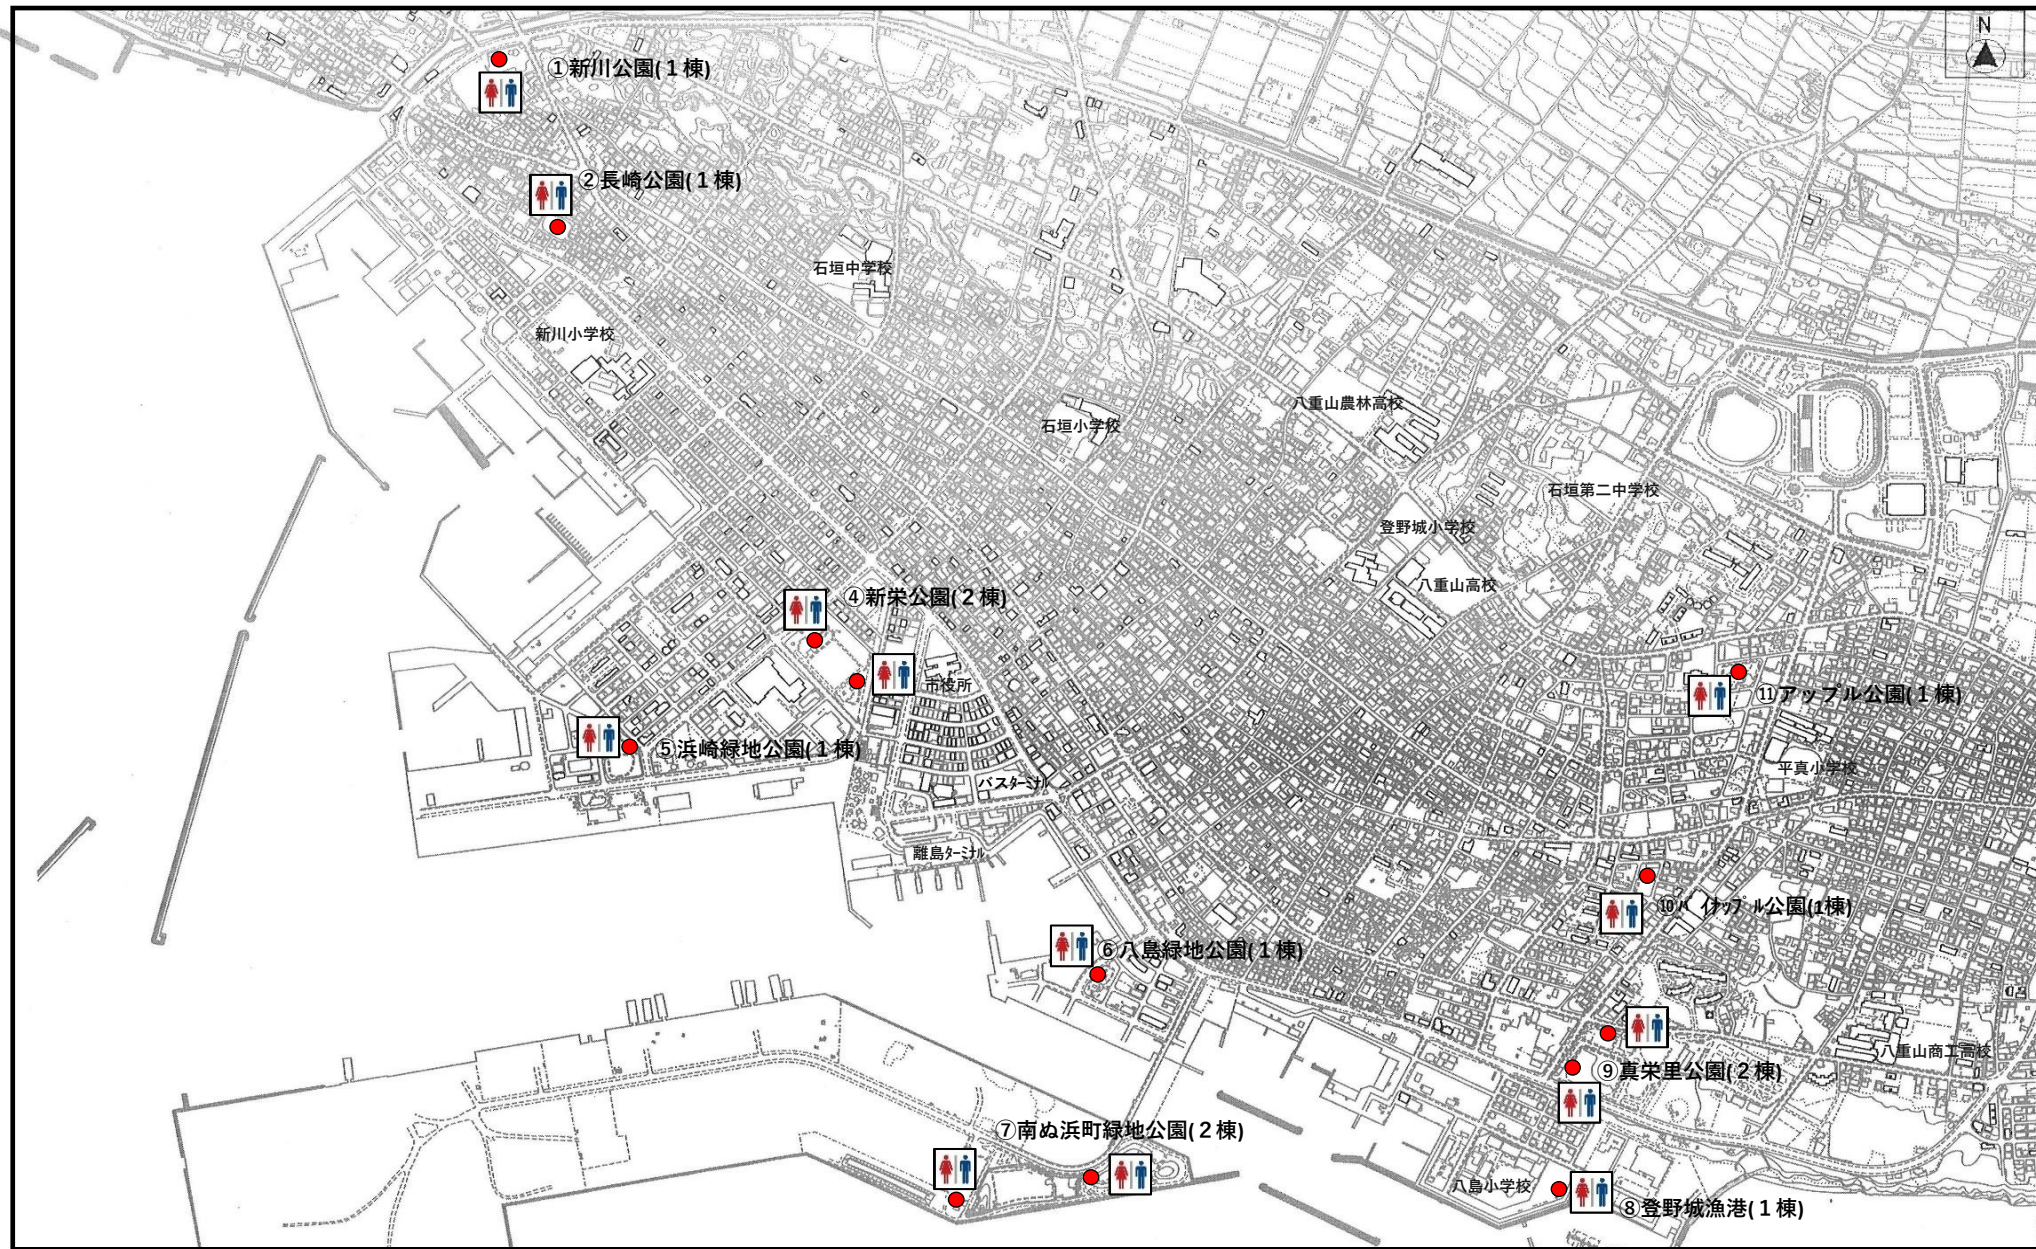 N
①新川公園(１棟)
②長崎公園(１棟)
石垣中学校
新川小学校
八重山農林高校
石垣小学校
石垣第二中学校
登野城小学校
八重山高校
④新栄公園(２棟)
市役所
⑪アップル公園(１棟)
⑤浜崎緑地公園(１棟)
平真小学校
バスターミナル
離島ターミナル
⑩パイナップル公園(1棟)
⑥八島緑地公園(１棟)
八重山商工高校
⑨真栄里公園(２棟)
⑦南ぬ浜町緑地公園(２棟)
八島小学校
⑧登野城漁港(１棟)